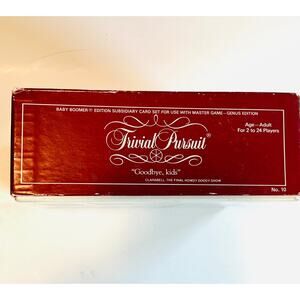 BABY BOOMER® EDITION SUBSIDIARY CARD SET FOR USE WITH MASTER GAME–GENUS EDITION
Age–Adult
For 2 to 24 Players
Trivial Pursuit®
"Goodbye, kids"
CLARABELL, THE FINAL HOWDY DOODY SHOW
No. 10